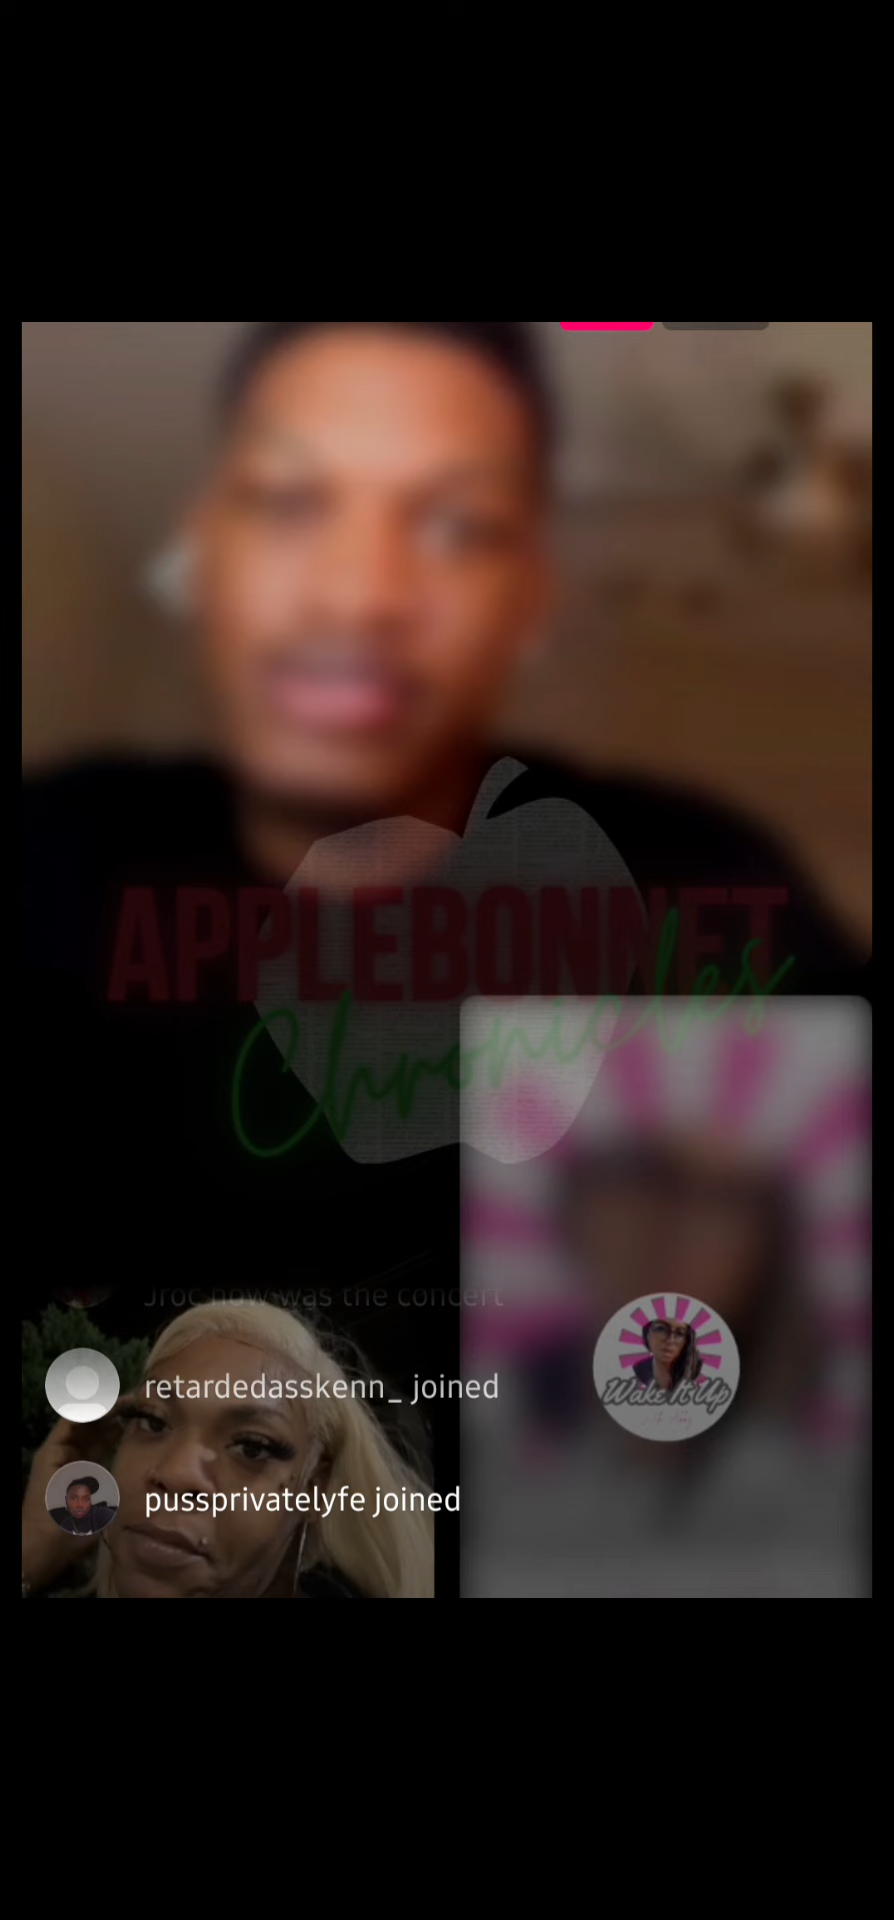 APPLEBONNET
Chronicles
Jroc how was the concert
retardedasskenn_ joined
Wake It Up
pussprivatelyfe joined